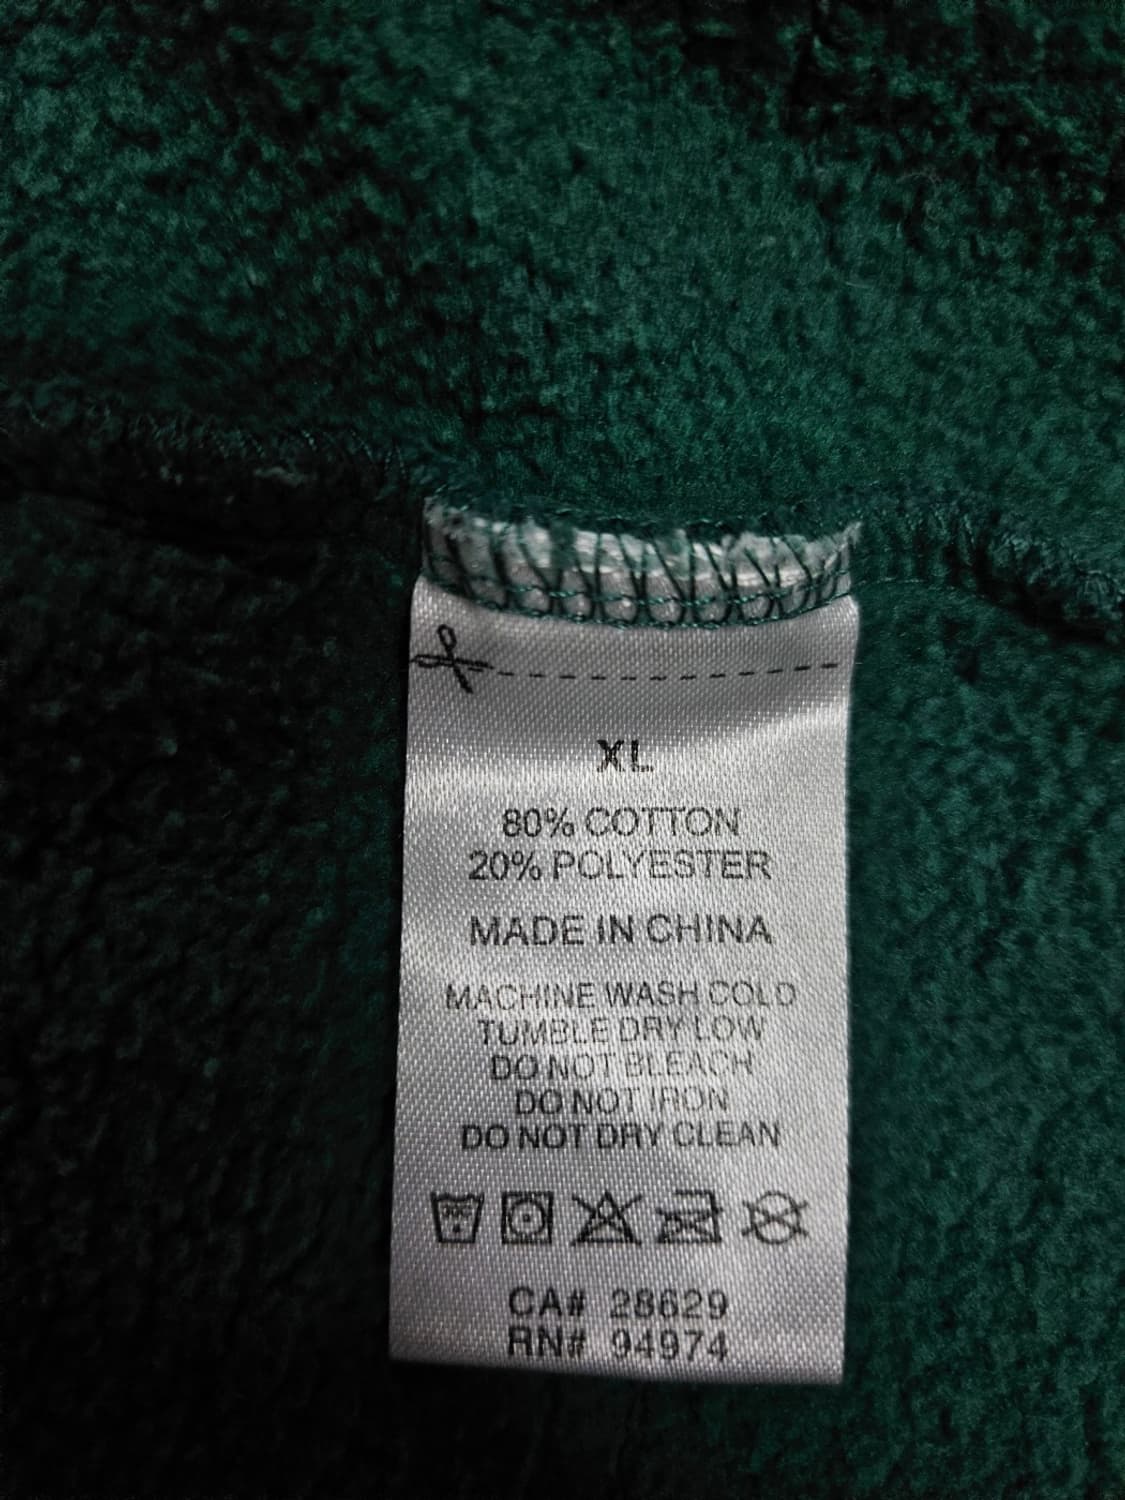 XL
80% COTTON
20% POLYESTER
MADE IN CHINA
MACHINE WASH COLD
TUMBLE DRY LOW
DO NOT BLEACH
DO NOT IRON
DO NOT DRY CLEAN
CA# 28629
RN# 94974